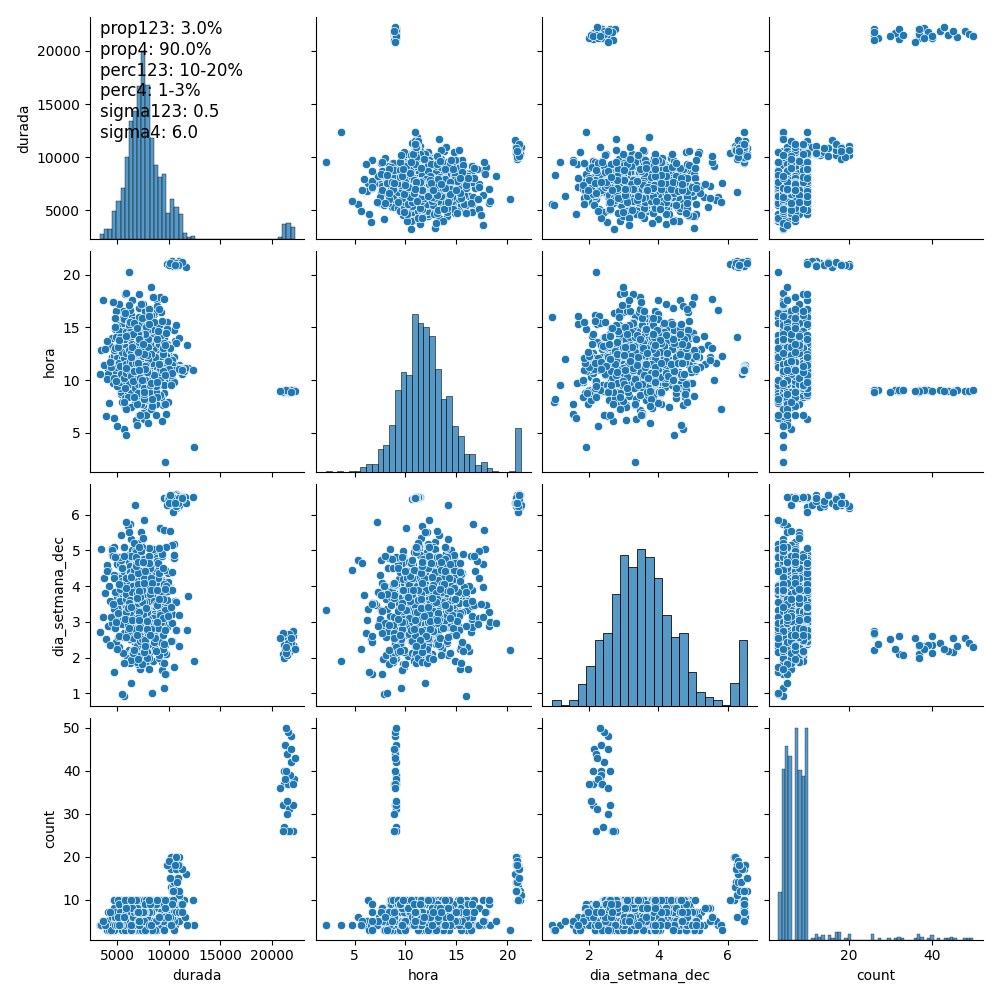 prop123: 3.0%
prop4: 90.0%
perc123: 10-20%
perc4: 1-3%
sigma123: 0.5
sigma4: 6.0
durada
20000
15000
10000
5000
hora
20
15
10
5
dia_setmana_dec
6
5
4
3
2
1
count
50
40
30
20
10
5000 10000 15000 20000
durada
5 10 15 20
hora
2 4 6
dia_setmana_dec
20 40
count